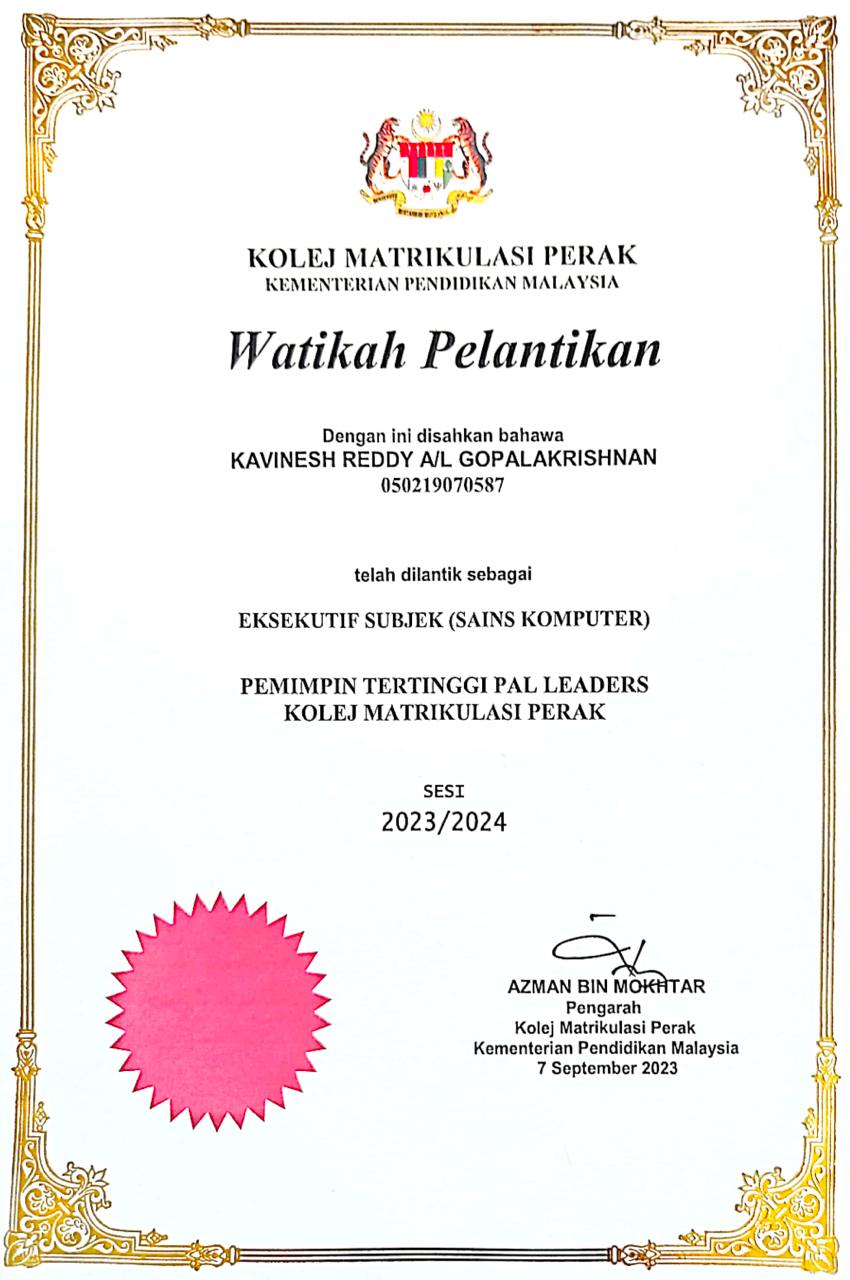 KOLEJ MATRIKULASI PERAK
KEMENTERIAN PENDIDIKAN MALAYSIA
Watikah Pelantikan
Dengan ini disahkan bahawa
KAVINESH REDDY A/L GOPALAKRISHNAN
050219070587
telah dilantik sebagai
EKSEKUTIF SUBJEK (SAINS KOMPUTER)
PEMIMPIN TERTINGGI PAL LEADERS
KOLEJ MATRIKULASI PERAK
SESI
2023/2024
AZMAN BIN MOKHTAR
Pengarah
Kolej Matrikulasi Perak
Kementerian Pendidikan Malaysia
7 September 2023